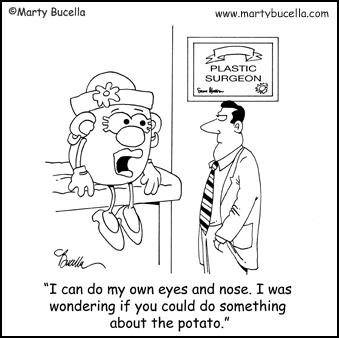 ©Marty Bucella
www.martybucella.com
PLASTIC
SURGEON
Bucella
"I can do my own eyes and nose. I was
wondering if you could do something
about the potato."